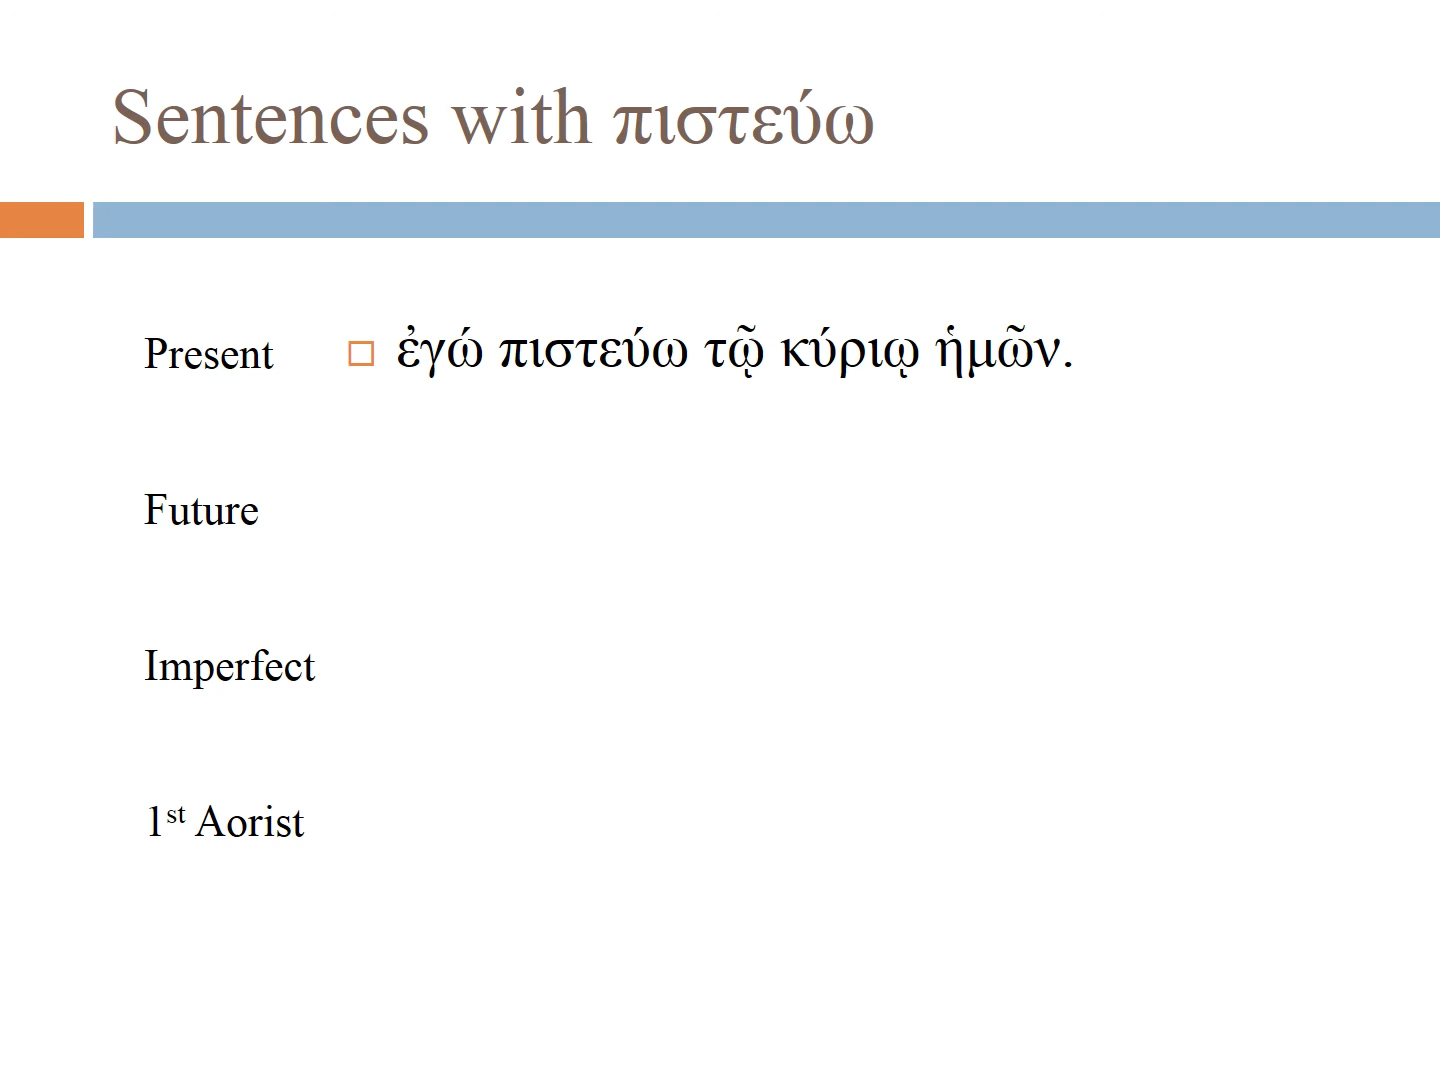 Sentences with πιστεύω
Present ἐγώ πιστεύω τῷ κύριῳ ἡμῶν.
Future
Imperfect
1st Aorist